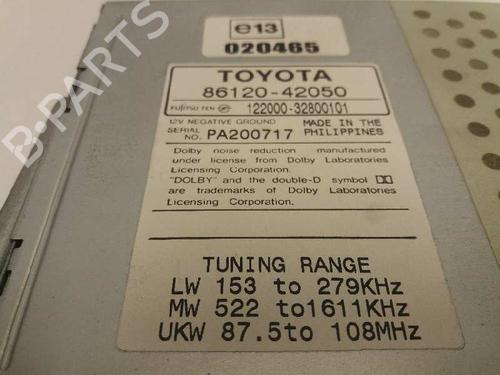 B-PARTS
e13
020465
TOYOTA
86120-42050
FUJITSU TEN 122000-32800101
12V NEGATIVE GROUND MADE IN THE
SERIAL NO. PA200717 PHILIPPINES
Dolby noise reduction manufactured
under license from Dolby Laboratories
Licensing Corporation.
"DOLBY" and the double-D symbol
are trademarks of Dolby Laboratories
Licensing Corporation.
TUNING RANGE
LW 153 to 279KHz
MW 522 to1611KHz
UKW 87.5to 108MHz